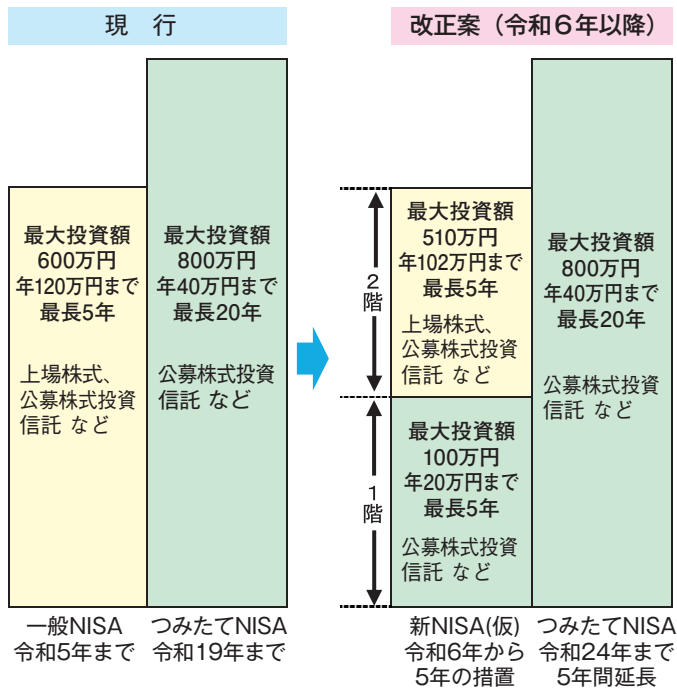 現 行
最大投資額
600万円
年120万円まで
最長5年
上場株式、
公募株式投資
信託 など
最大投資額
800万円
年40万円まで
最長20年
公募株式投資
信託 など
一般NISA
令和5年まで
つみたてNISA
令和19年まで
改正案（令和6年以降）
2階
最大投資額
510万円
年102万円まで
最長5年
上場株式、
公募株式投資
信託 など
1階
最大投資額
100万円
年20万円まで
最長5年
公募株式投資
信託 など
最大投資額
800万円
年40万円まで
最長20年
公募株式投資
信託 など
新NISA(仮)
令和6年から
5年の措置
つみたてNISA
令和24年まで
5年間延長